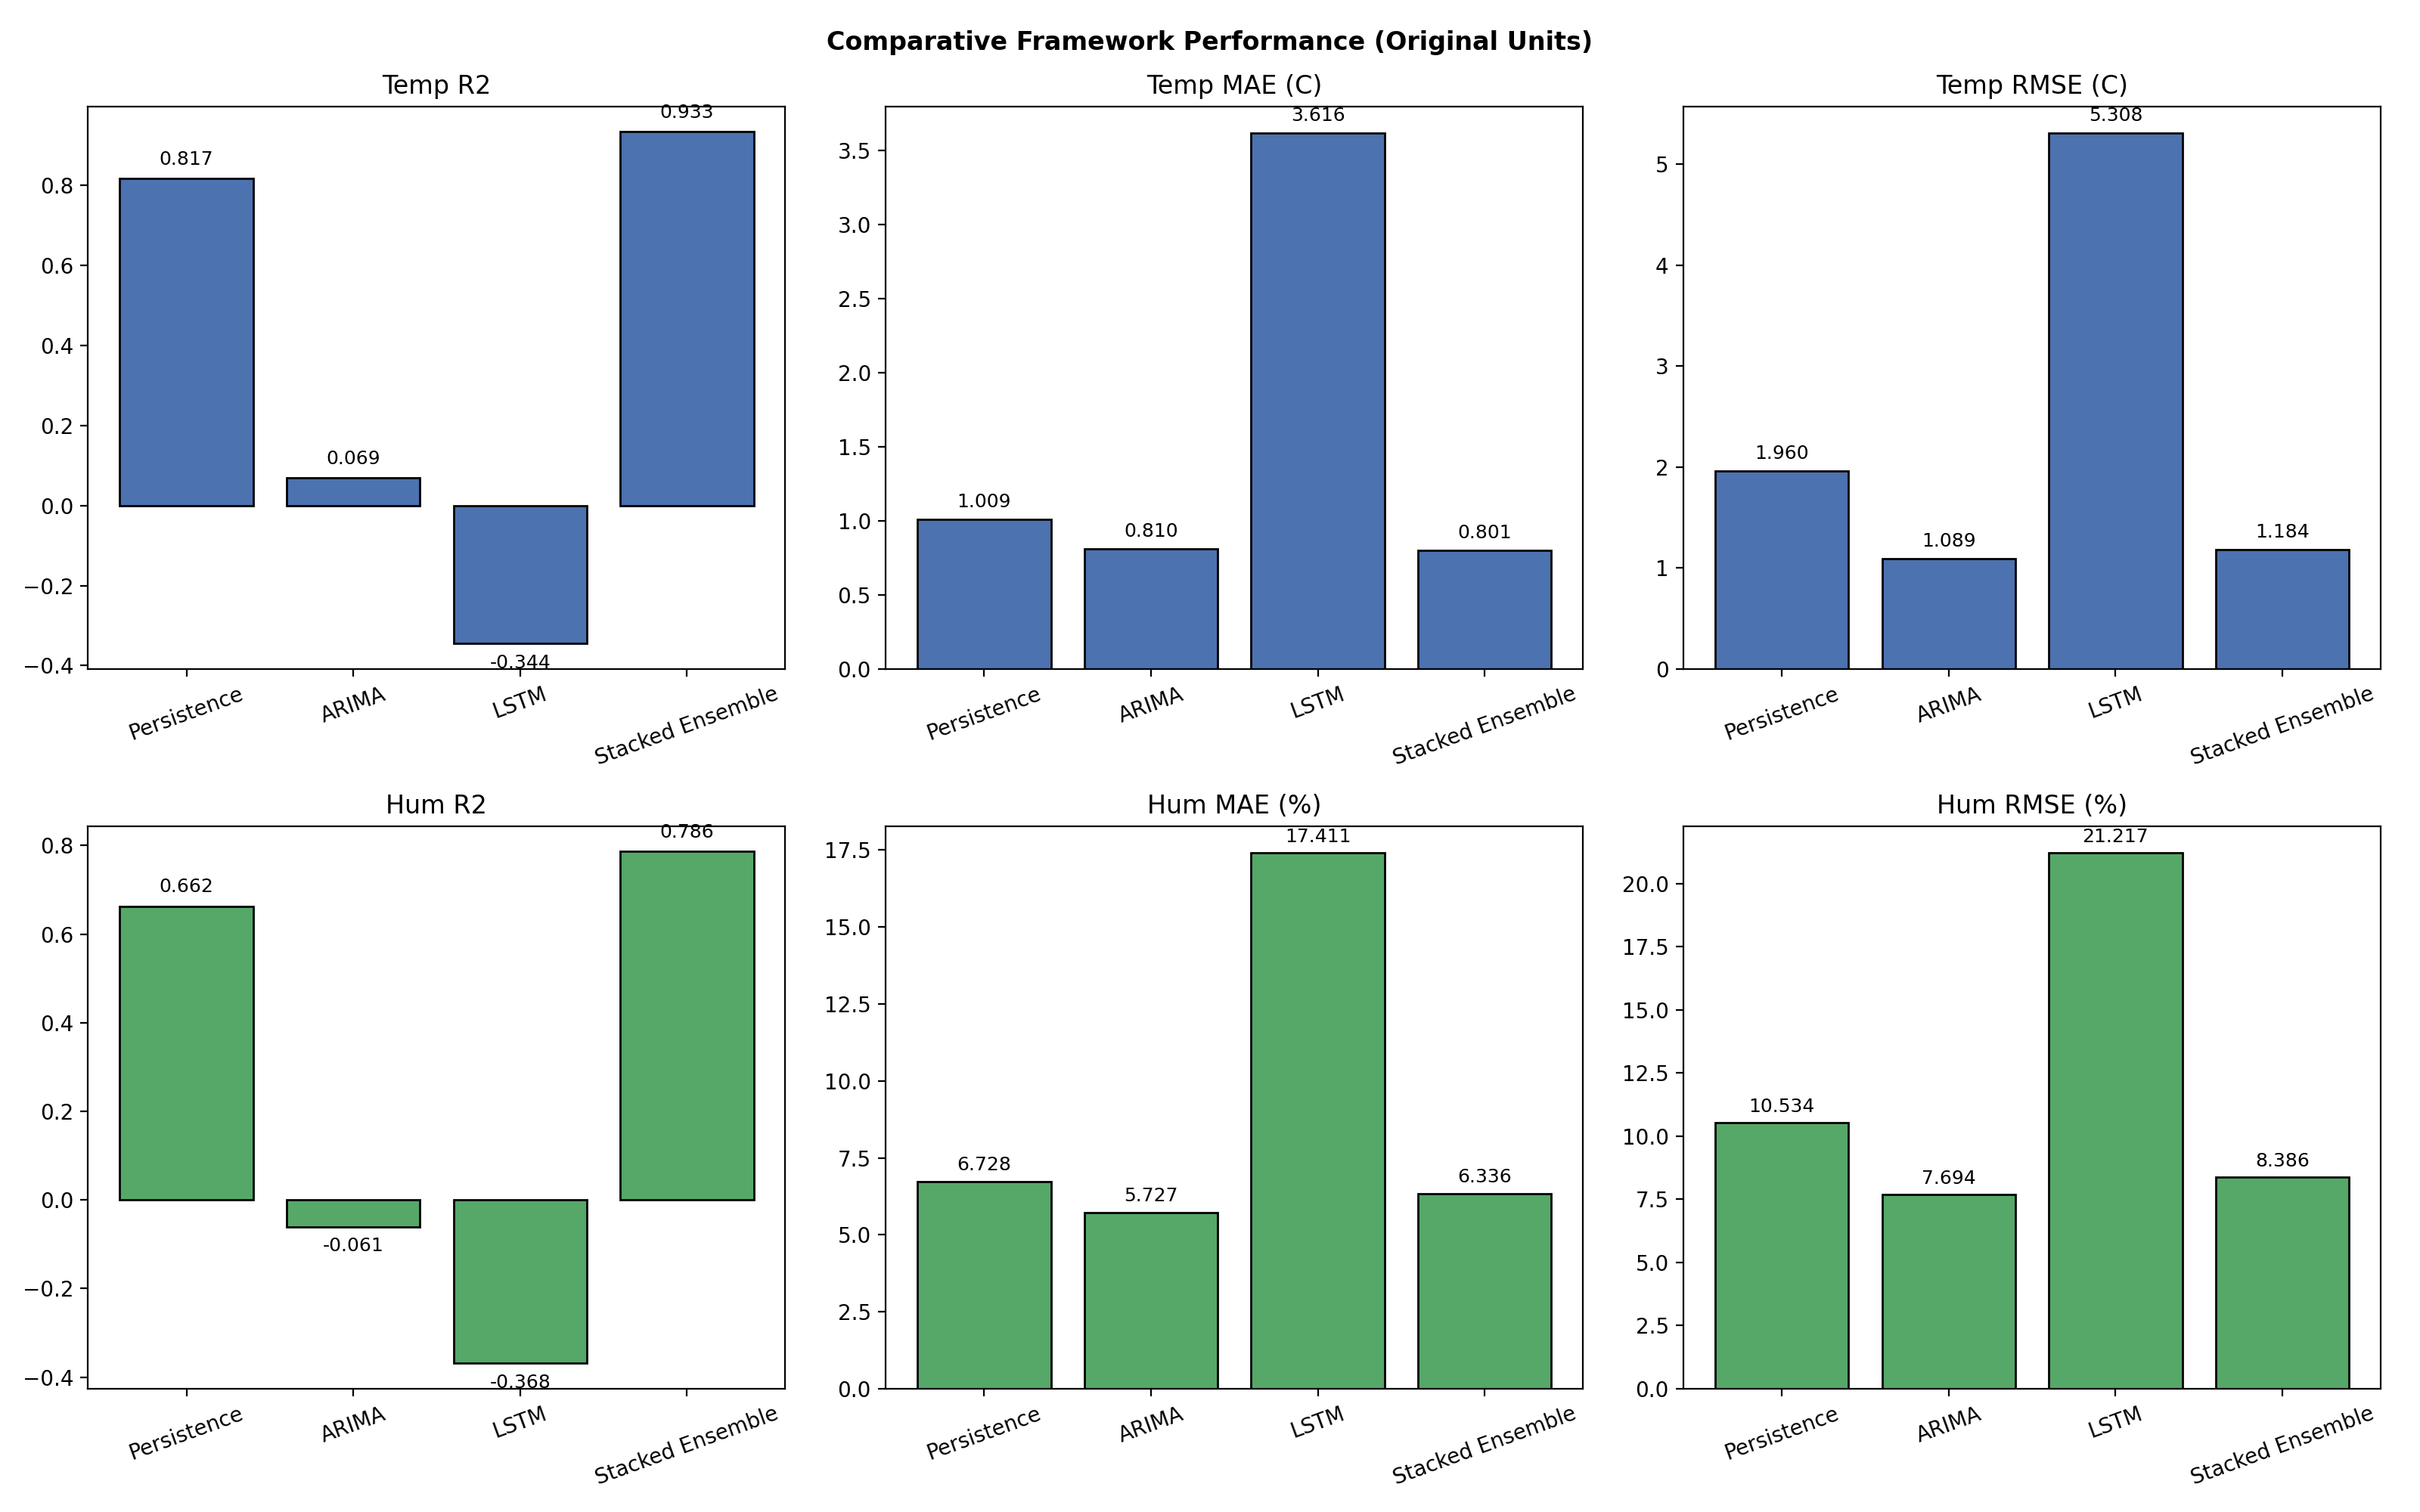 Comparative Framework Performance (Original Units)
Temp R2
0.8
0.6
0.4
0.2
0.0
−0.2
−0.4
0.817
0.069
-0.344
0.933
Persistence
ARIMA
LSTM
Stacked Ensemble
Temp MAE (C)
3.5
3.0
2.5
2.0
1.5
1.0
0.5
0.0
1.009
0.810
3.616
0.801
Persistence
ARIMA
LSTM
Stacked Ensemble
Temp RMSE (C)
5
4
3
2
1
0
1.960
1.089
5.308
1.184
Persistence
ARIMA
LSTM
Stacked Ensemble
Hum R2
0.8
0.6
0.4
0.2
0.0
−0.2
−0.4
0.662
-0.061
-0.368
0.786
Persistence
ARIMA
LSTM
Stacked Ensemble
Hum MAE (%)
17.5
15.0
12.5
10.0
7.5
5.0
2.5
0.0
6.728
5.727
17.411
6.336
Persistence
ARIMA
LSTM
Stacked Ensemble
Hum RMSE (%)
20.0
17.5
15.0
12.5
10.0
7.5
5.0
2.5
0.0
10.534
7.694
21.217
8.386
Persistence
ARIMA
LSTM
Stacked Ensemble